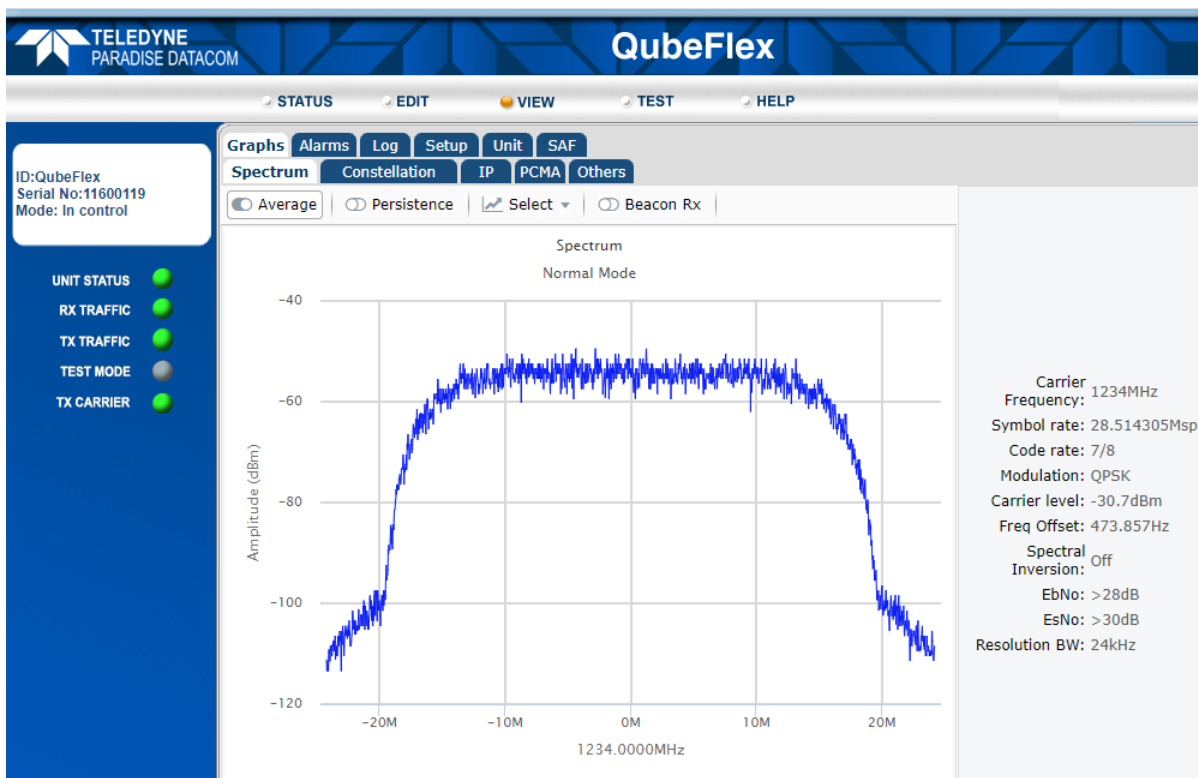 TELEDYNE
PARADISE DATACOM
QubeFlex
STATUS EDIT VIEW TEST HELP
ID:QubeFlex
Serial No:11600119
Mode: In control
UNIT STATUS
RX TRAFFIC
TX TRAFFIC
TEST MODE
TX CARRIER
Graphs Alarms Log Setup Unit SAF
Spectrum Constellation IP PCMA Others
Average Persistence Select Beacon Rx
Spectrum
Normal Mode
Amplitude (dBm)
-40
-60
-80
-100
-120
-20M -10M 0M 10M 20M
1234.0000MHz
Carrier
Frequency: 1234MHz
Symbol rate: 28.514305Msp
Code rate: 7/8
Modulation: QPSK
Carrier level: -30.7dBm
Freq Offset: 473.857Hz
Spectral
Inversion: Off
EbNo: >28dB
EsNo: >30dB
Resolution BW: 24kHz